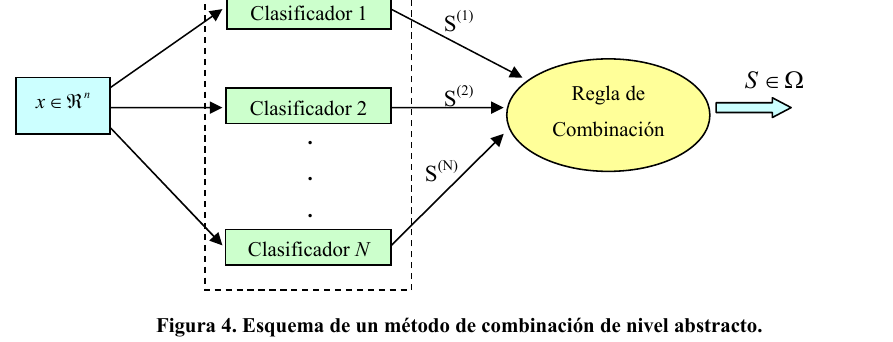 Clasificador 1
S(1)
x ∈ ℜⁿ
Clasificador 2
S(2)
Regla de
Combinación
S ∈ Ω
.
.
.
S(N)
Clasificador N
Figura 4. Esquema de un método de combinación de nivel abstracto.